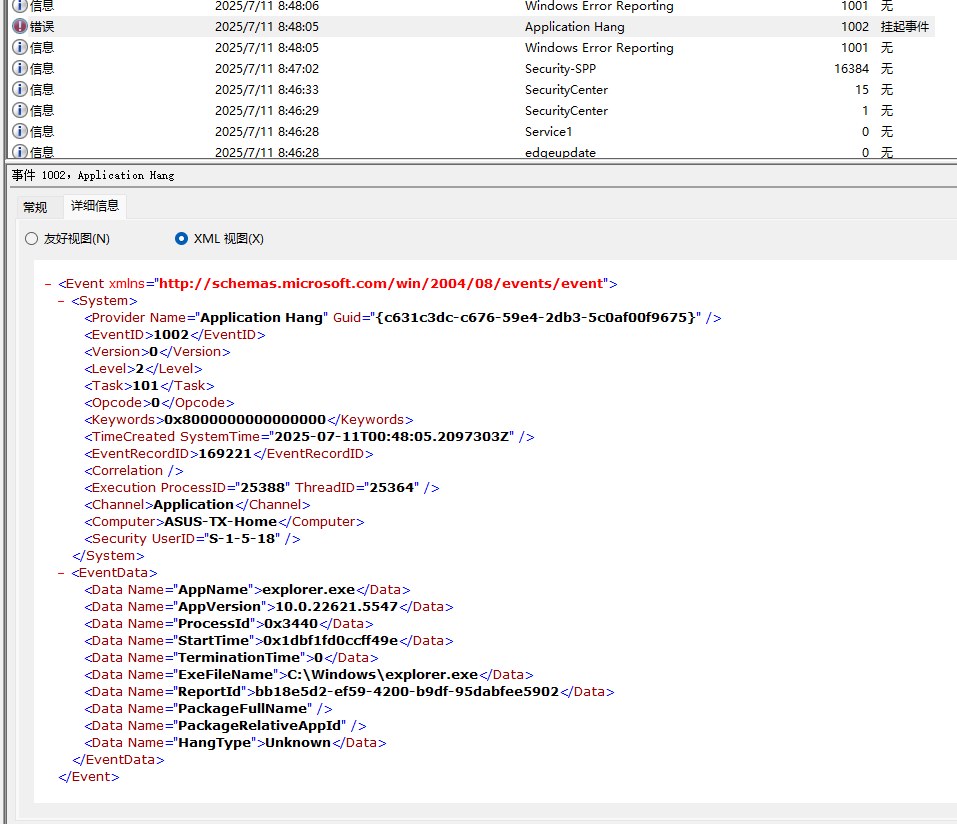 信息 2025/7/11 8:48:06 Windows Error Reporting 1001 无
错误 2025/7/11 8:48:05 Application Hang 1002 挂起事件
信息 2025/7/11 8:48:05 Windows Error Reporting 1001 无
信息 2025/7/11 8:47:02 Security-SPP 16384 无
信息 2025/7/11 8:46:33 SecurityCenter 15 无
信息 2025/7/11 8:46:29 SecurityCenter 1 无
信息 2025/7/11 8:46:28 Service1 0 无
信息 2025/7/11 8:46:28 edgeupdate 0 无
事件 1002，Application Hang
常规 详细信息
友好视图(N) XML 视图(X)
- <Event xmlns="http://schemas.microsoft.com/win/2004/08/events/event">
- <System>
<Provider Name="Application Hang" Guid="{c631c3dc-c676-59e4-2db3-5c0af00f9675}" />
<EventID>1002</EventID>
<Version>0</Version>
<Level>2</Level>
<Task>101</Task>
<Opcode>0</Opcode>
<Keywords>0x8000000000000000</Keywords>
<TimeCreated SystemTime="2025-07-11T00:48:05.2097303Z" />
<EventRecordID>169221</EventRecordID>
<Correlation />
<Execution ProcessID="25388" ThreadID="25364" />
<Channel>Application</Channel>
<Computer>ASUS-TX-Home</Computer>
<Security UserID="S-1-5-18" />
</System>
- <EventData>
<Data Name="AppName">explorer.exe</Data>
<Data Name="AppVersion">10.0.22621.5547</Data>
<Data Name="ProcessId">0x3440</Data>
<Data Name="StartTime">0x1dbf1fd0ccff49e</Data>
<Data Name="TerminationTime">0</Data>
<Data Name="ExeFileName">C:\Windows\explorer.exe</Data>
<Data Name="ReportId">bb18e5d2-ef59-4200-b9df-95dabfee5902</Data>
<Data Name="PackageFullName" />
<Data Name="PackageRelativeAppId" />
<Data Name="HangType">Unknown</Data>
</EventData>
</Event>